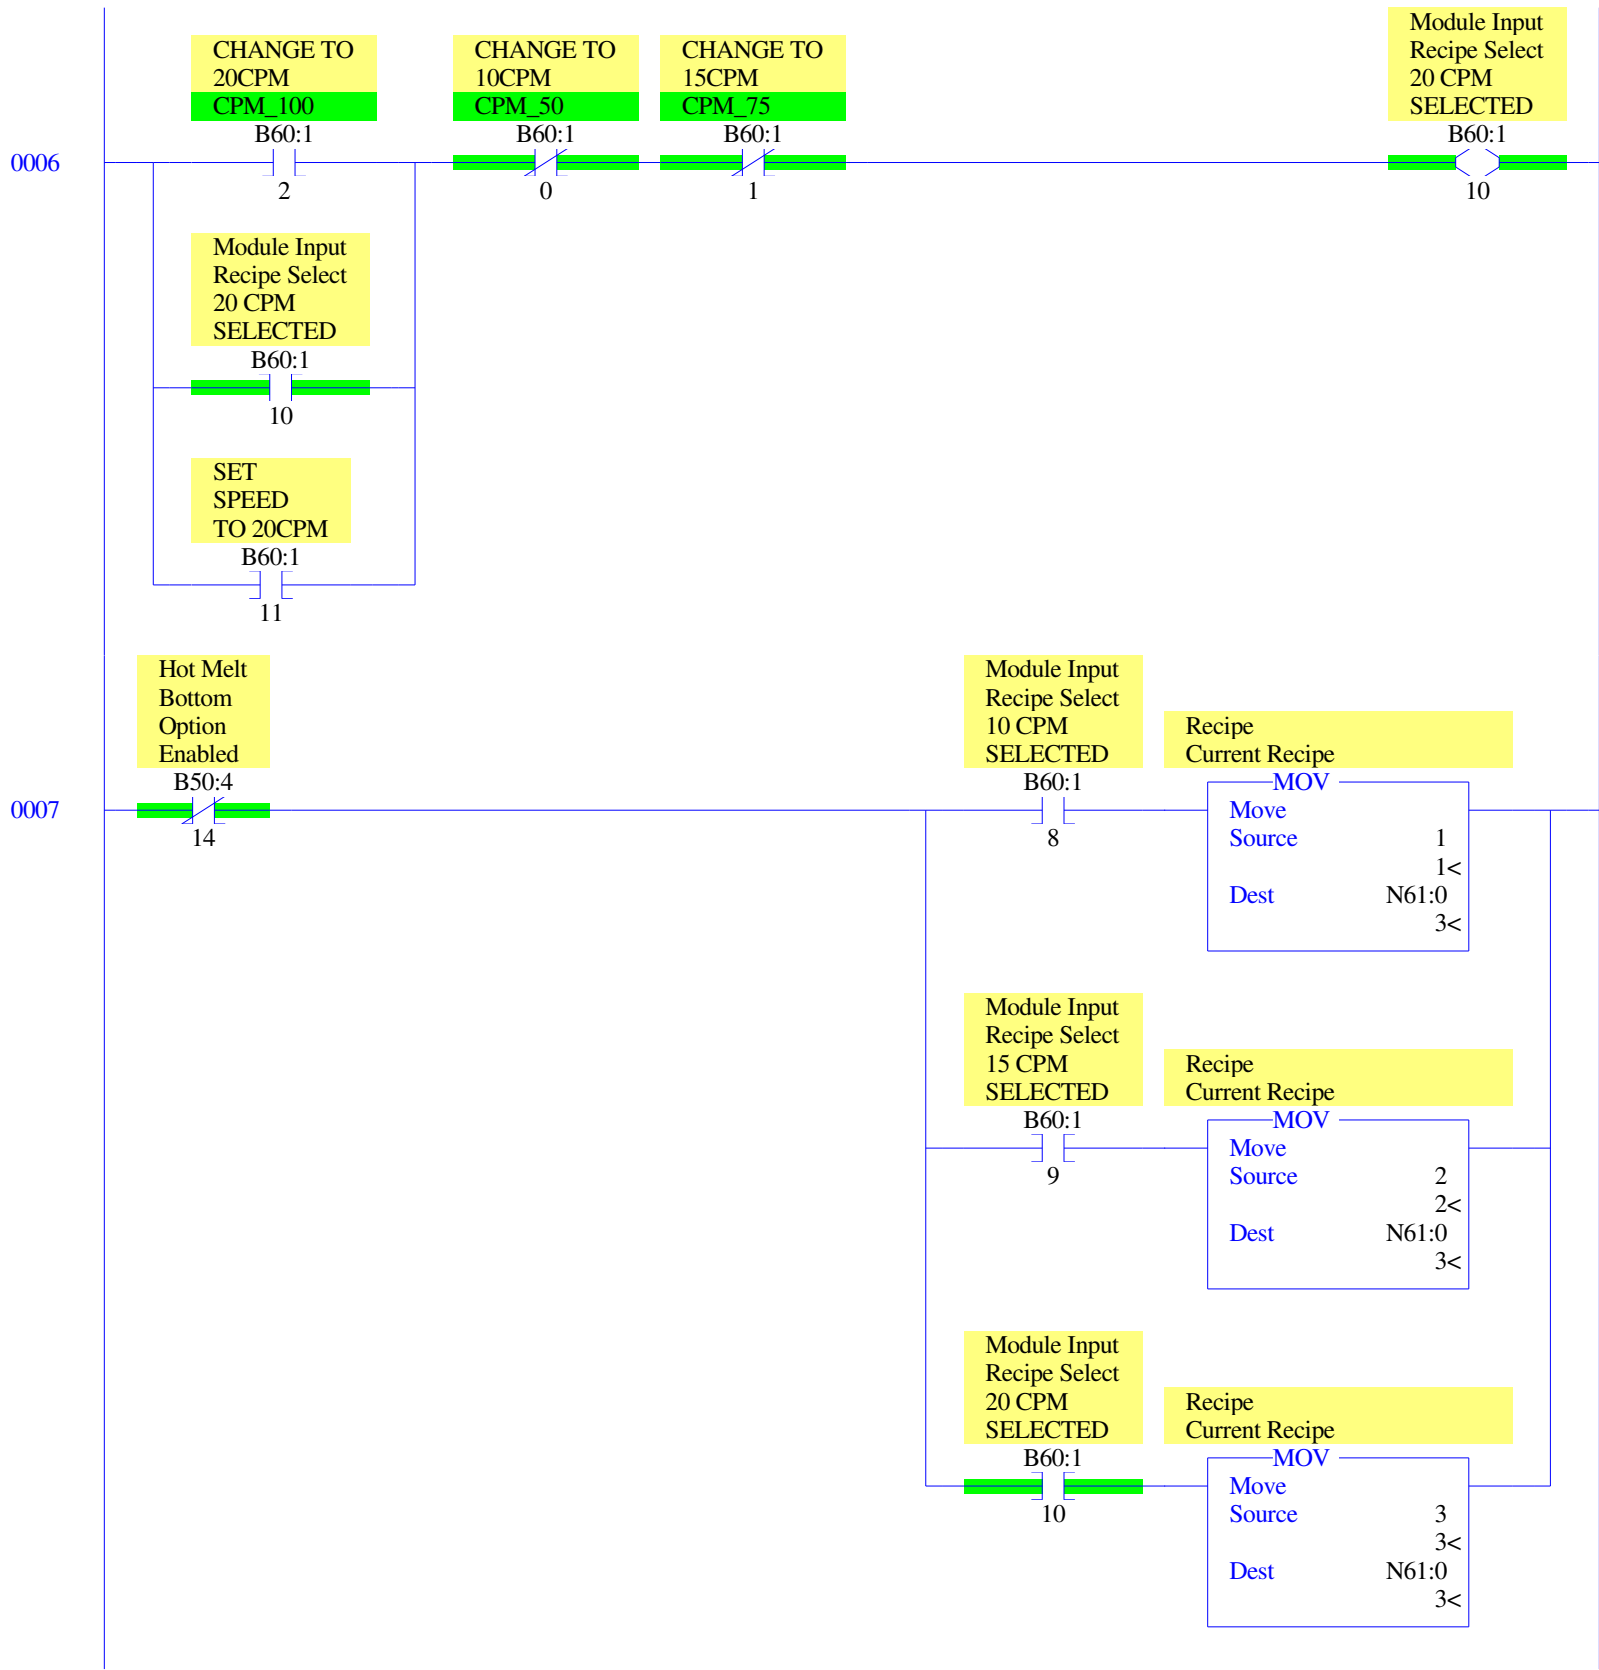 CHANGE TO
20CPM
CPM_100
B60:1
2
CHANGE TO
10CPM
CPM_50
B60:1
0
CHANGE TO
15CPM
CPM_75
B60:1
1
Module Input
Recipe Select
20 CPM
SELECTED
B60:1
10
0006
Module Input
Recipe Select
20 CPM
SELECTED
B60:1
10
SET
SPEED
TO 20CPM
B60:1
11
0007
Hot Melt
Bottom
Option
Enabled
B50:4
14
Module Input
Recipe Select
10 CPM
SELECTED
B60:1
8
Recipe
Current Recipe
MOV
Move
Source 1
1<
Dest N61:0
3<
Module Input
Recipe Select
15 CPM
SELECTED
B60:1
9
Recipe
Current Recipe
MOV
Move
Source 2
2<
Dest N61:0
3<
Module Input
Recipe Select
20 CPM
SELECTED
B60:1
10
Recipe
Current Recipe
MOV
Move
Source 3
3<
Dest N61:0
3<